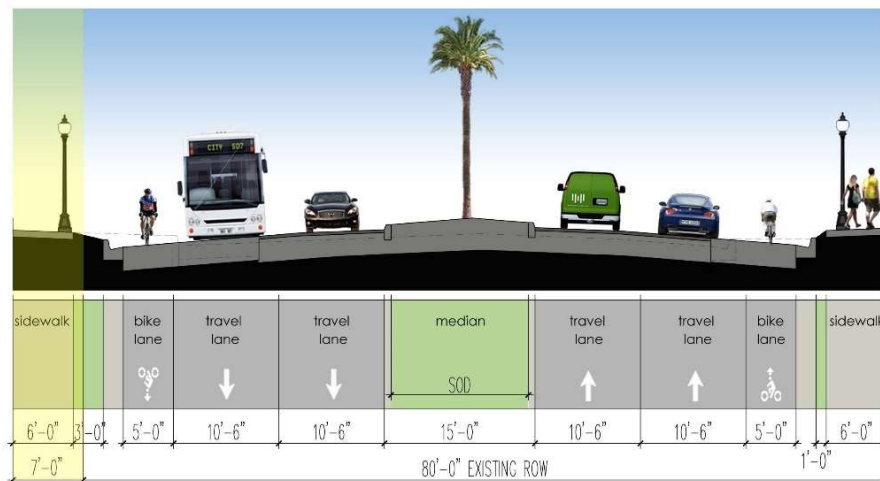 CITY 507
sidewalk
bike
lane
travel
lane
travel
lane
median
travel
lane
travel
lane
bike
lane
sidewalk
SOD
6'-0"
3'-0"
5'-0"
10'-6"
10'-6"
15'-0"
10'-6"
10'-6"
5'-0"
6'-0"
1'-0"
7'-0"
80'-0" EXISTING ROW